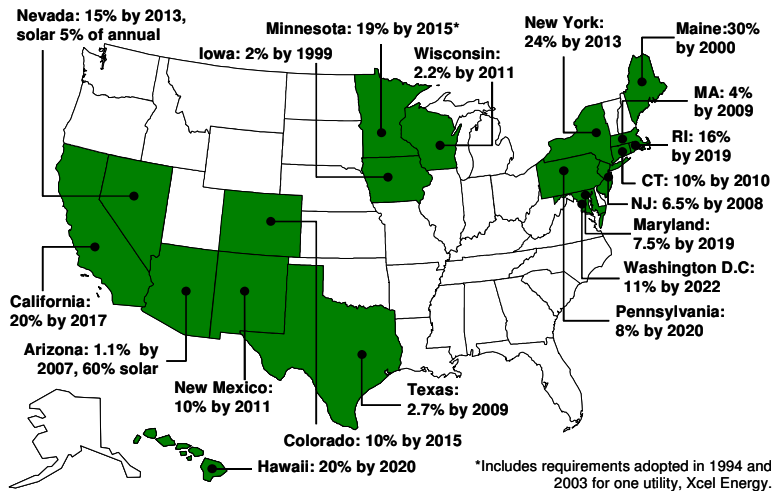 Nevada: 15% by 2013,
solar 5% of annual
Minnesota: 19% by 2015*
Iowa: 2% by 1999
Wisconsin:
2.2% by 2011
New York:
24% by 2013
Maine:30%
by 2000
MA: 4%
by 2009
RI: 16%
by 2019
CT: 10% by 2010
NJ: 6.5% by 2008
Maryland:
7.5% by 2019
Washington D.C:
11% by 2022
Pennsylvania:
8% by 2020
California:
20% by 2017
Arizona: 1.1%  by
2007, 60% solar
New Mexico:
10% by 2011
Texas:
2.7% by 2009
Colorado: 10% by 2015
Hawaii: 20% by 2020
*Includes requirements adopted in 1994 and
2003 for one utility, Xcel Energy.